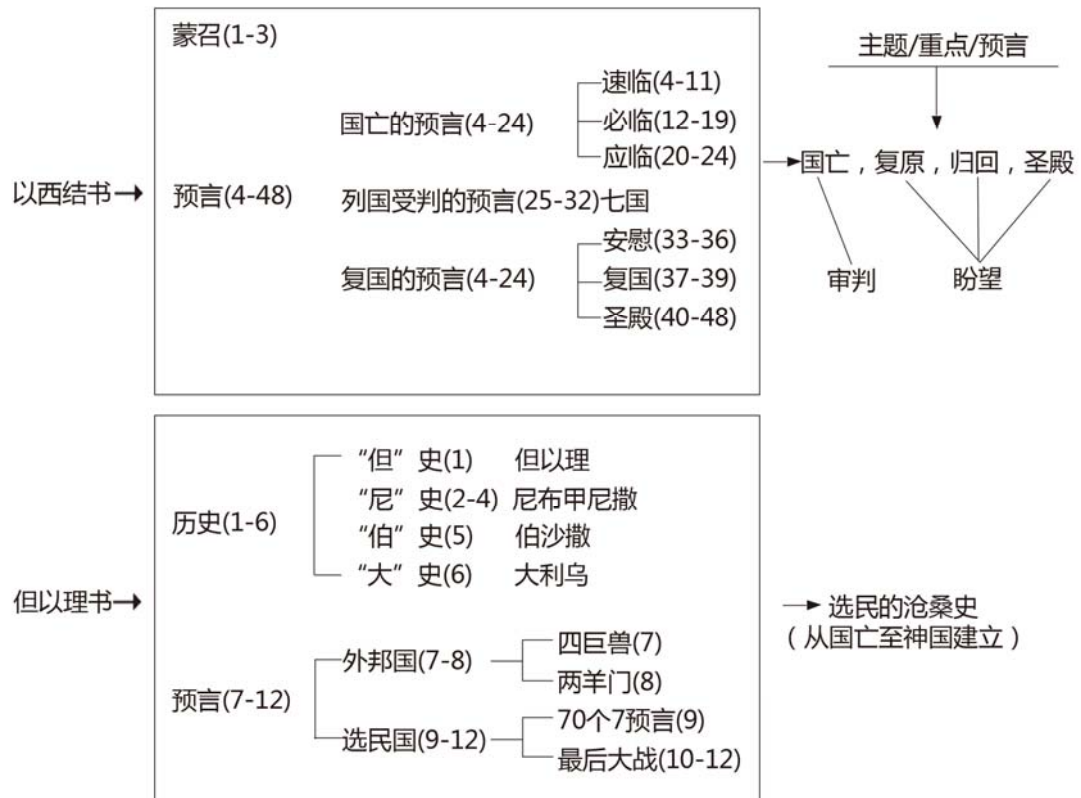 蒙召(1-3)
国亡的预言(4-24)
速临(4-11)
必临(12-19)
应临(20-24)
以西结书
预言(4-48)
列国受判的预言(25-32)七国
复国的预言(4-24)
安慰(33-36)
复国(37-39)
圣殿(40-48)
主题/重点/预言
国亡，复原，归回，圣殿
审判
盼望
但以理书
历史(1-6)
“但”史(1) 但以理
“尼”史(2-4) 尼布甲尼撒
“伯”史(5) 伯沙撒
“大”史(6) 大利乌
预言(7-12)
外邦国(7-8)
四巨兽(7)
两羊门(8)
选民国(9-12)
70个7预言(9)
最后大战(10-12)
选民的沧桑史
（从国亡至神国建立）